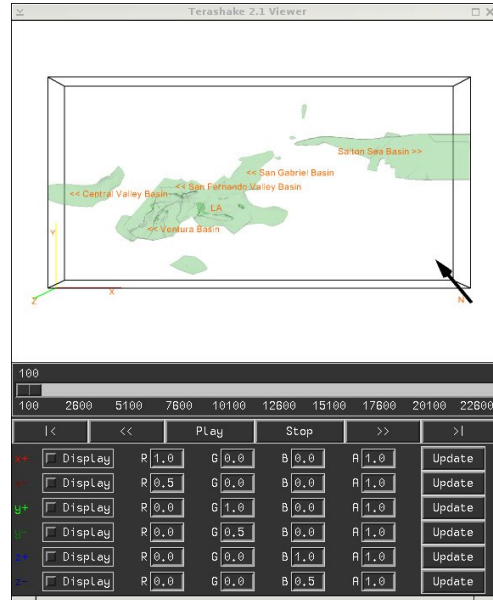 Terashake 2.1 Viewer
Salton Sea Basin >>
<< San Gabriel Basin
<< Central Valley Basin
<< San Fernando Valley Basin
LA
<< Ventura Basin
Y
X
Z
N
100
100 2600 5100 7600 10100 12600 15100 17600 20100 22600
|< << Play Stop >> >|
x+ Display R 1.0 G 0.0 B 0.0 A 1.0 Update
x- Display R 0.5 G 0.0 B 0.0 A 1.0 Update
y+ Display R 0.0 G 1.0 B 0.0 A 1.0 Update
y- Display R 0.0 G 0.5 B 0.0 A 1.0 Update
z+ Display R 0.0 G 0.0 B 1.0 A 1.0 Update
z- Display R 0.0 G 0.0 B 0.5 A 1.0 Update